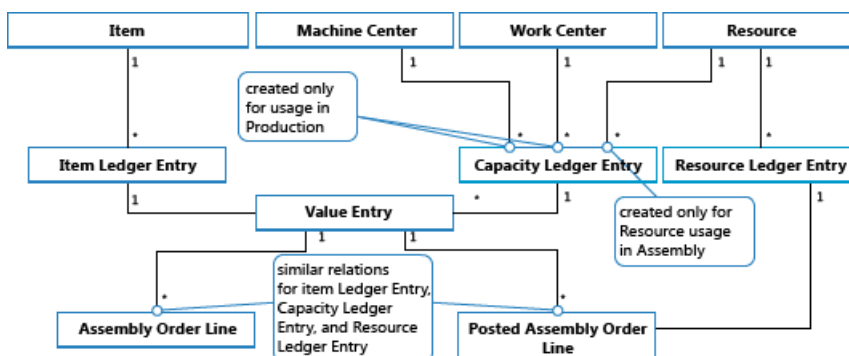 Item
Machine Center
Work Center
Resource
1
1
1
1
1
created only
for usage in
Production
*
*
*
*
*
Item Ledger Entry
Capacity Ledger Entry
Resource Ledger Entry
1
Value Entry
*
1
1
created only for
Resource usage
in Assembly
1
1
similar relations
for item Ledger Entry,
Capacity Ledger
Entry, and Resource
Ledger Entry
*
*
Assembly Order Line
Posted Assembly Order
Line